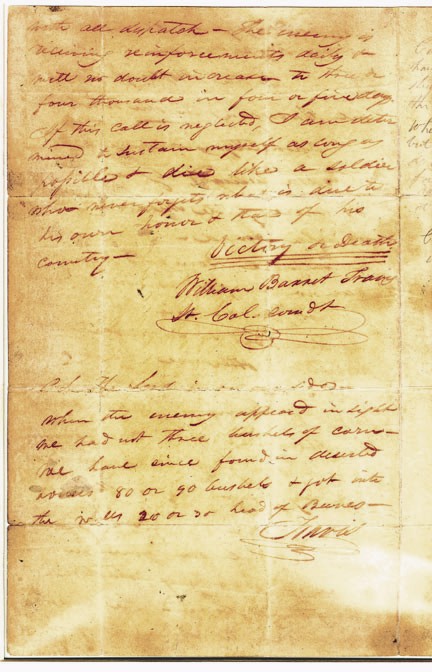 with all dispatch — The enemy is
receiving reinforcements daily &
will no doubt increase to three or
four thousand in four or five days.
If this call is neglected, I am deter
mined to sustain myself as long as
possible & die like a soldier
who never forgets what is due to
his own honor & that of his
country —
Victory or Death
William Barret Travis
Lt. Col. comdt
P.S. The Lord is on our side —
when the enemy appeared in sight
we had not three bushels of corn —
we have since found in deserted
houses 80 or 90 bushels & got into
the walls 20 or 30 head of Beeves —
Travis